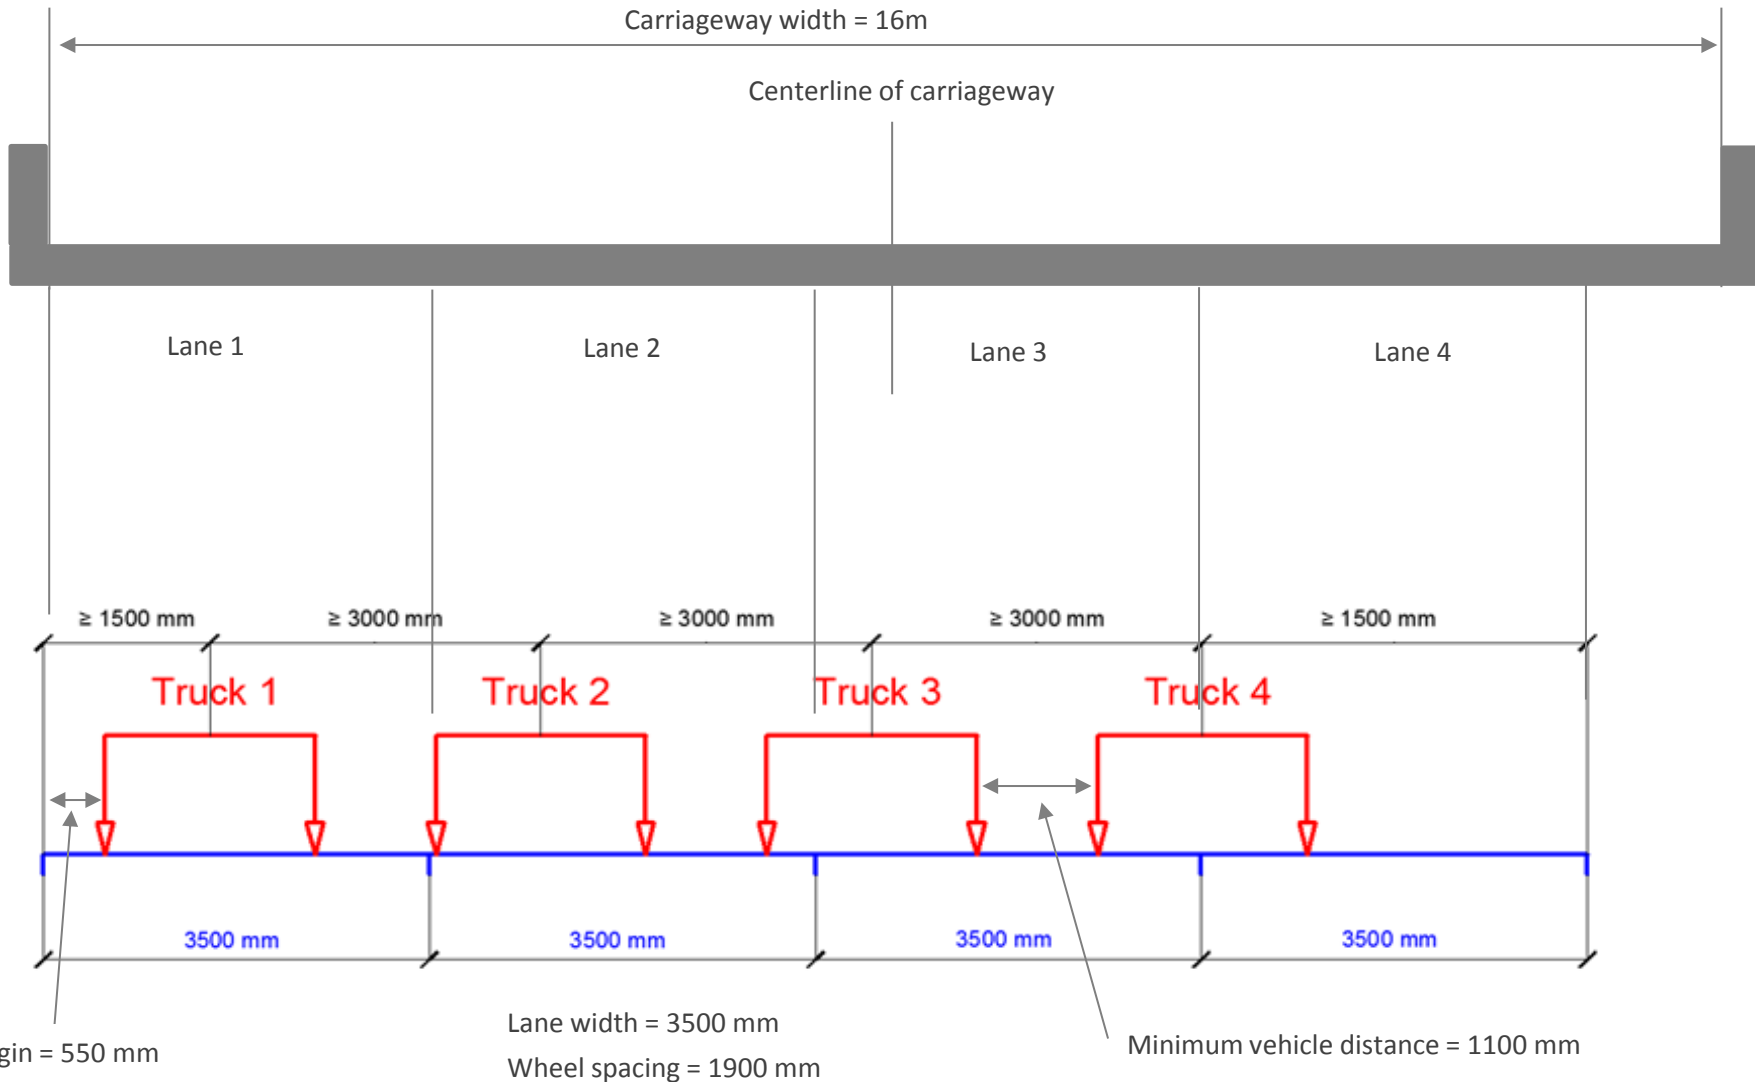 Carriageway width = 16m
Centerline of carriageway
Lane 1
Lane 2
Lane 3
Lane 4
≥ 1500 mm
≥ 3000 mm
≥ 3000 mm
≥ 3000 mm
≥ 1500 mm
Truck 1
Truck 2
Truck 3
Truck 4
3500 mm
3500 mm
3500 mm
3500 mm
gin = 550 mm
Lane width = 3500 mm
Wheel spacing = 1900 mm
Minimum vehicle distance = 1100 mm